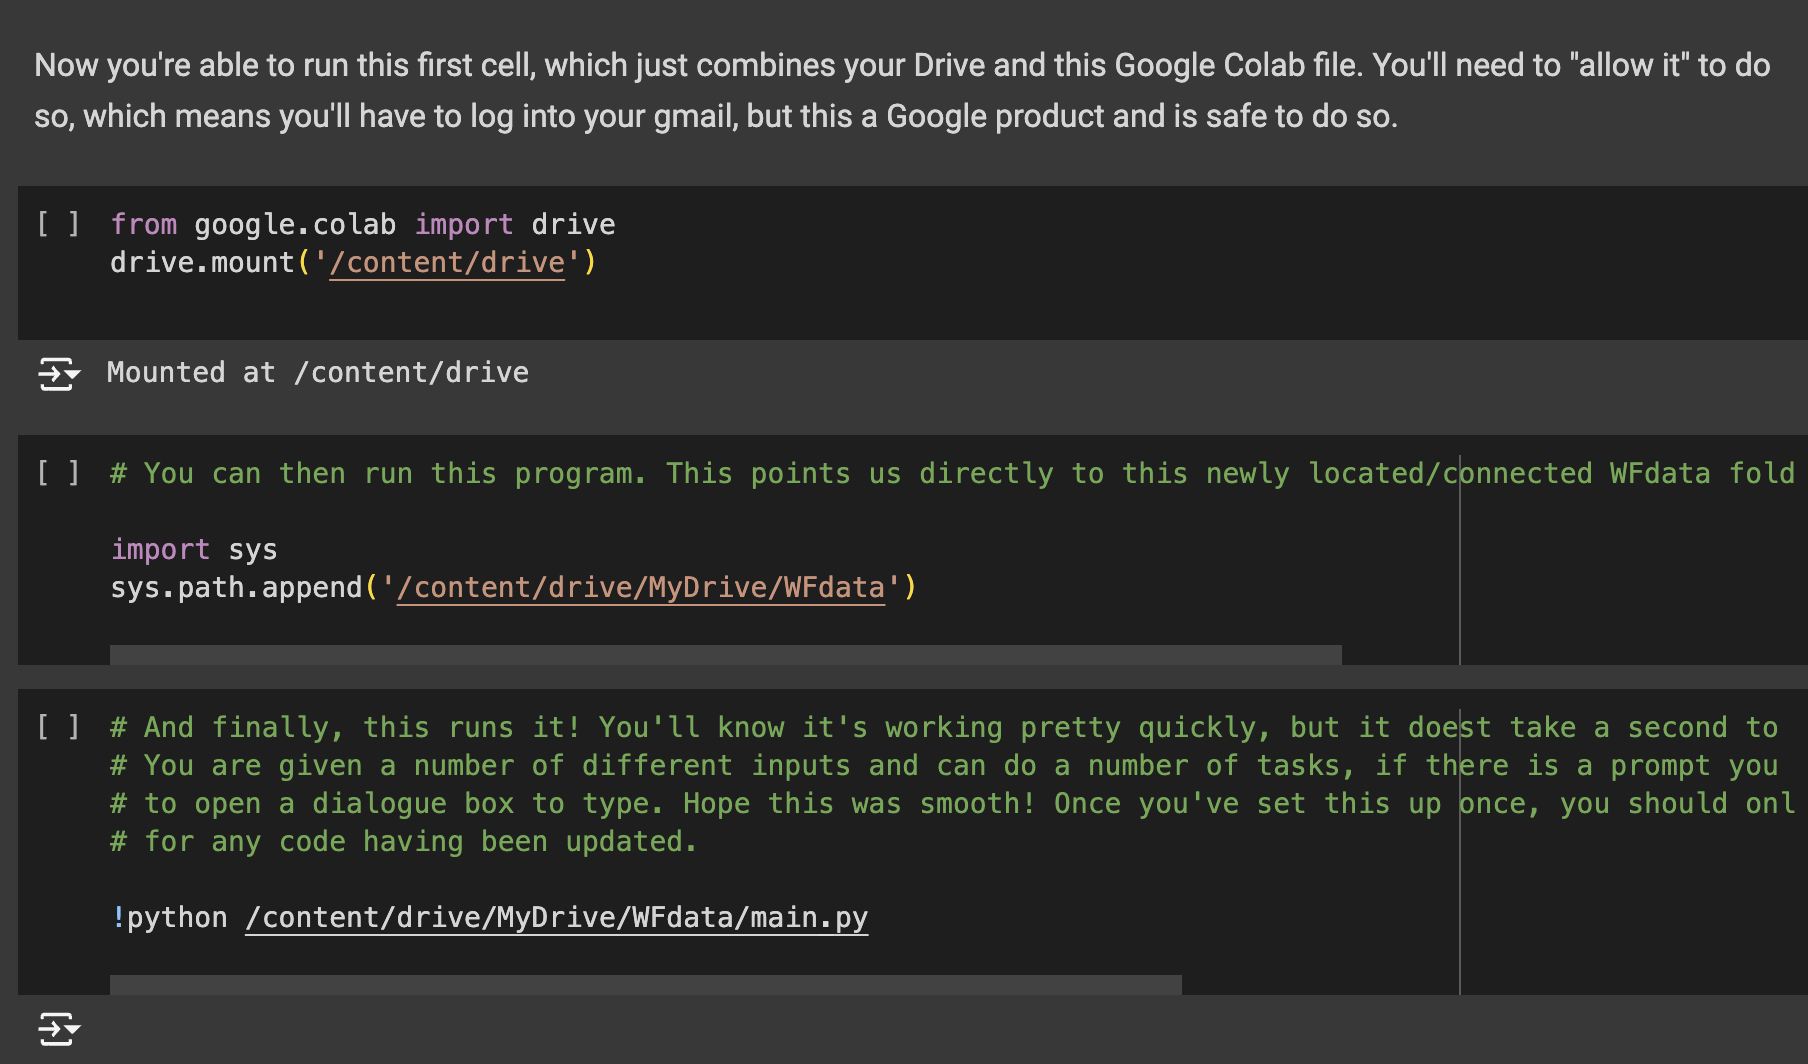 Now you're able to run this first cell, which just combines your Drive and this Google Colab file. You'll need to "allow it" to do
so, which means you'll have to log into your gmail, but this a Google product and is safe to do so.
[ ] from google.colab import drive
drive.mount('/content/drive')
Mounted at /content/drive
[ ] # You can then run this program. This points us directly to this newly located/connected WFdata fold
import sys
sys.path.append('/content/drive/MyDrive/WFdata')
[ ] # And finally, this runs it! You'll know it's working pretty quickly, but it doest take a second to
# You are given a number of different inputs and can do a number of tasks, if there is a prompt you
# to open a dialogue box to type. Hope this was smooth! Once you've set this up once, you should onl
# for any code having been updated.
!python /content/drive/MyDrive/WFdata/main.py